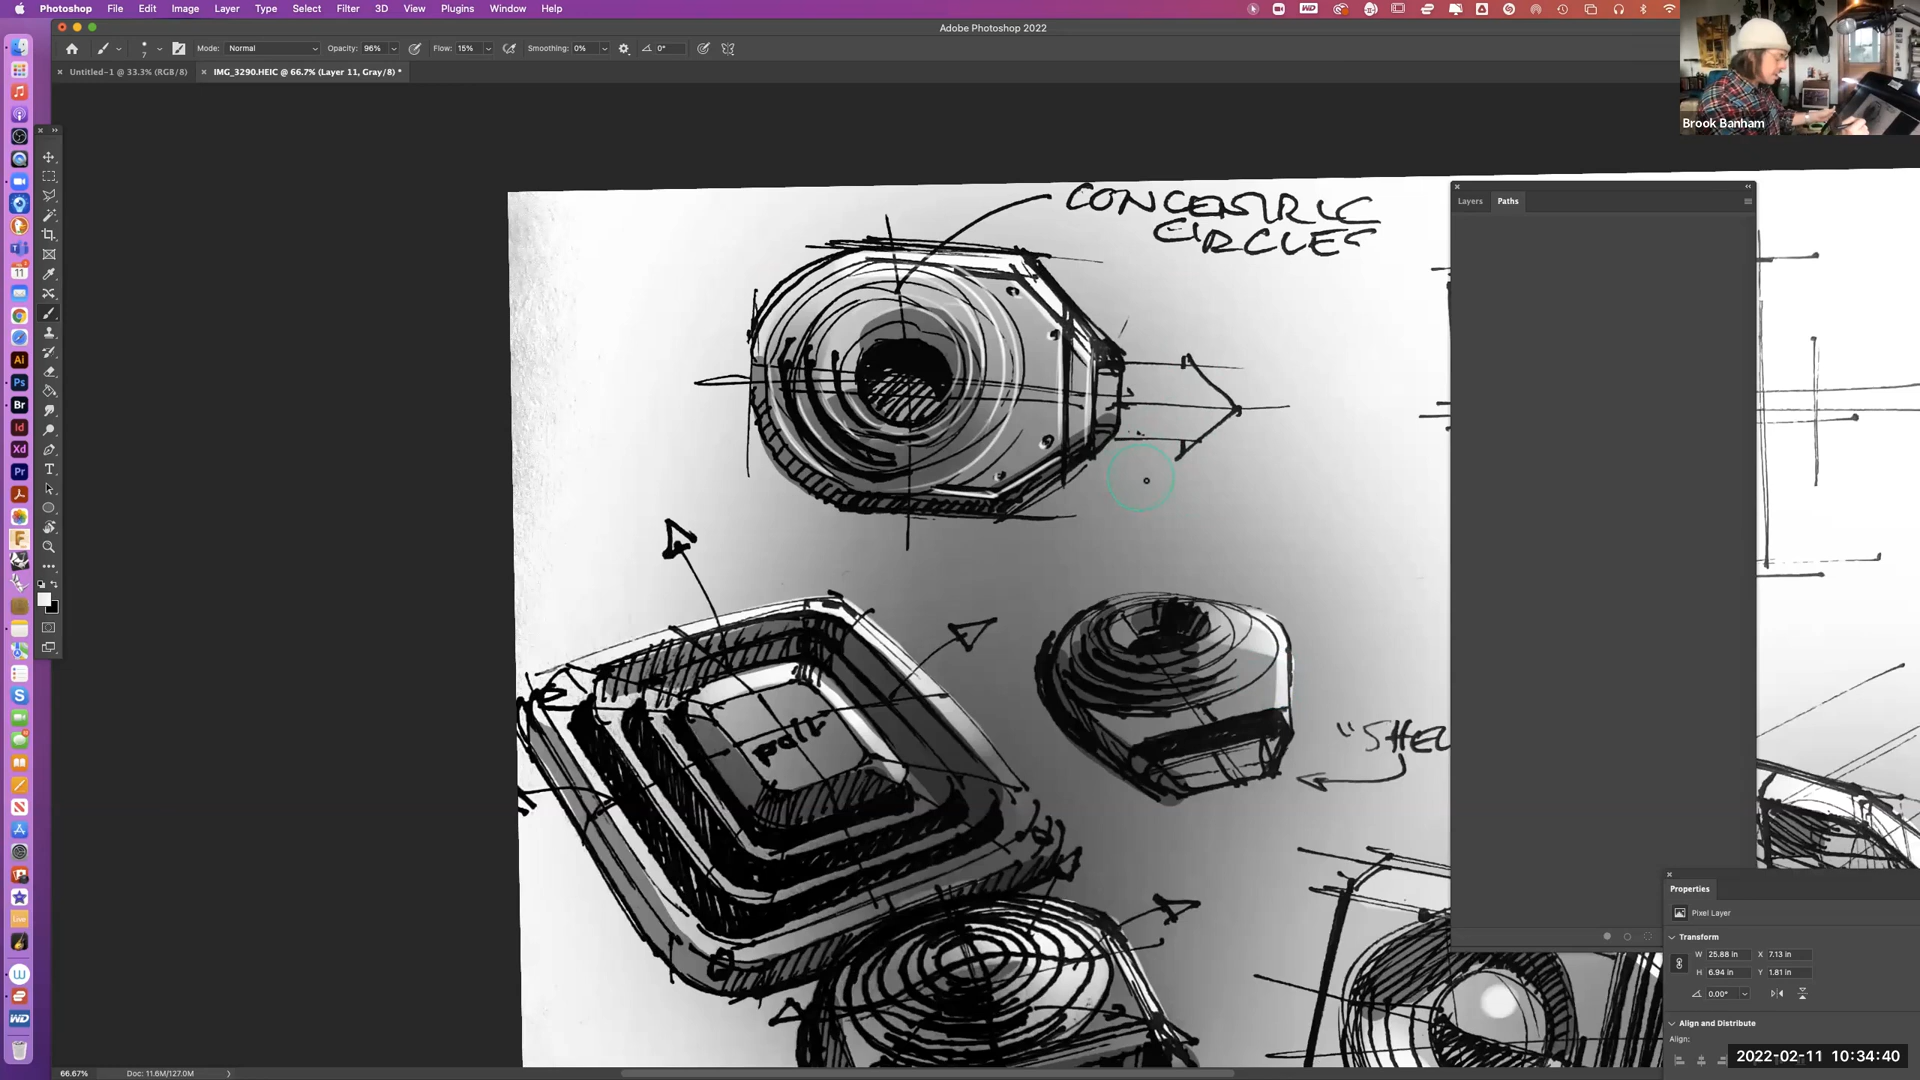 Photoshop File Edit Image Layer Type Select Filter 3D View Plugins Window Help
Adobe Photoshop 2022
Mode: Normal Opacity: 96% Flow: 15% Smoothing: 0% 0°
7
Untitled-1 @ 33.3% (RGB/8) IMG_3290.HEIC @ 66.7% (Layer 11, Gray/8) *
Brook Banham
CONCENTRIC
CIRCLES
Layers Paths
"SHEL
Properties
Pixel Layer
Transform
W 25.88 in X 7.13 in
H 6.94 in Y 1.81 in
0.00°
Align and Distribute
Align:
2022-02-11 10:34:40
66.67% Doc: 11.6M/127.0M